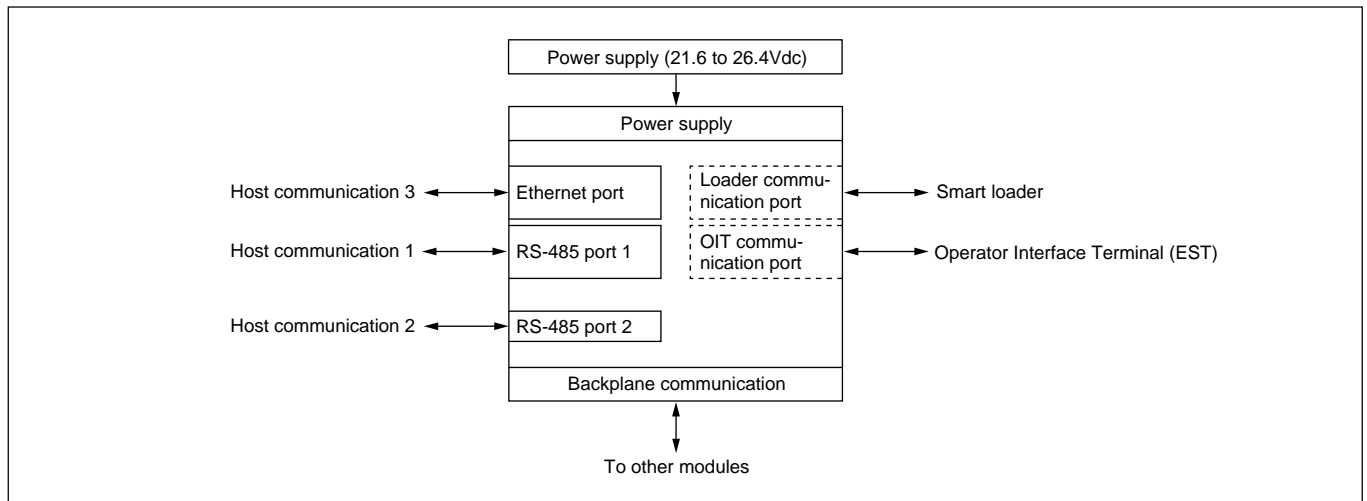 Power supply (21.6 to 26.4Vdc)
Power supply
Host communication 3
Ethernet port
Loader commu-
nication port
Smart loader
Host communication 1
RS-485 port 1
OIT commu-
nication port
Operator Interface Terminal (EST)
Host communication 2
RS-485 port 2
Backplane communication
To other modules